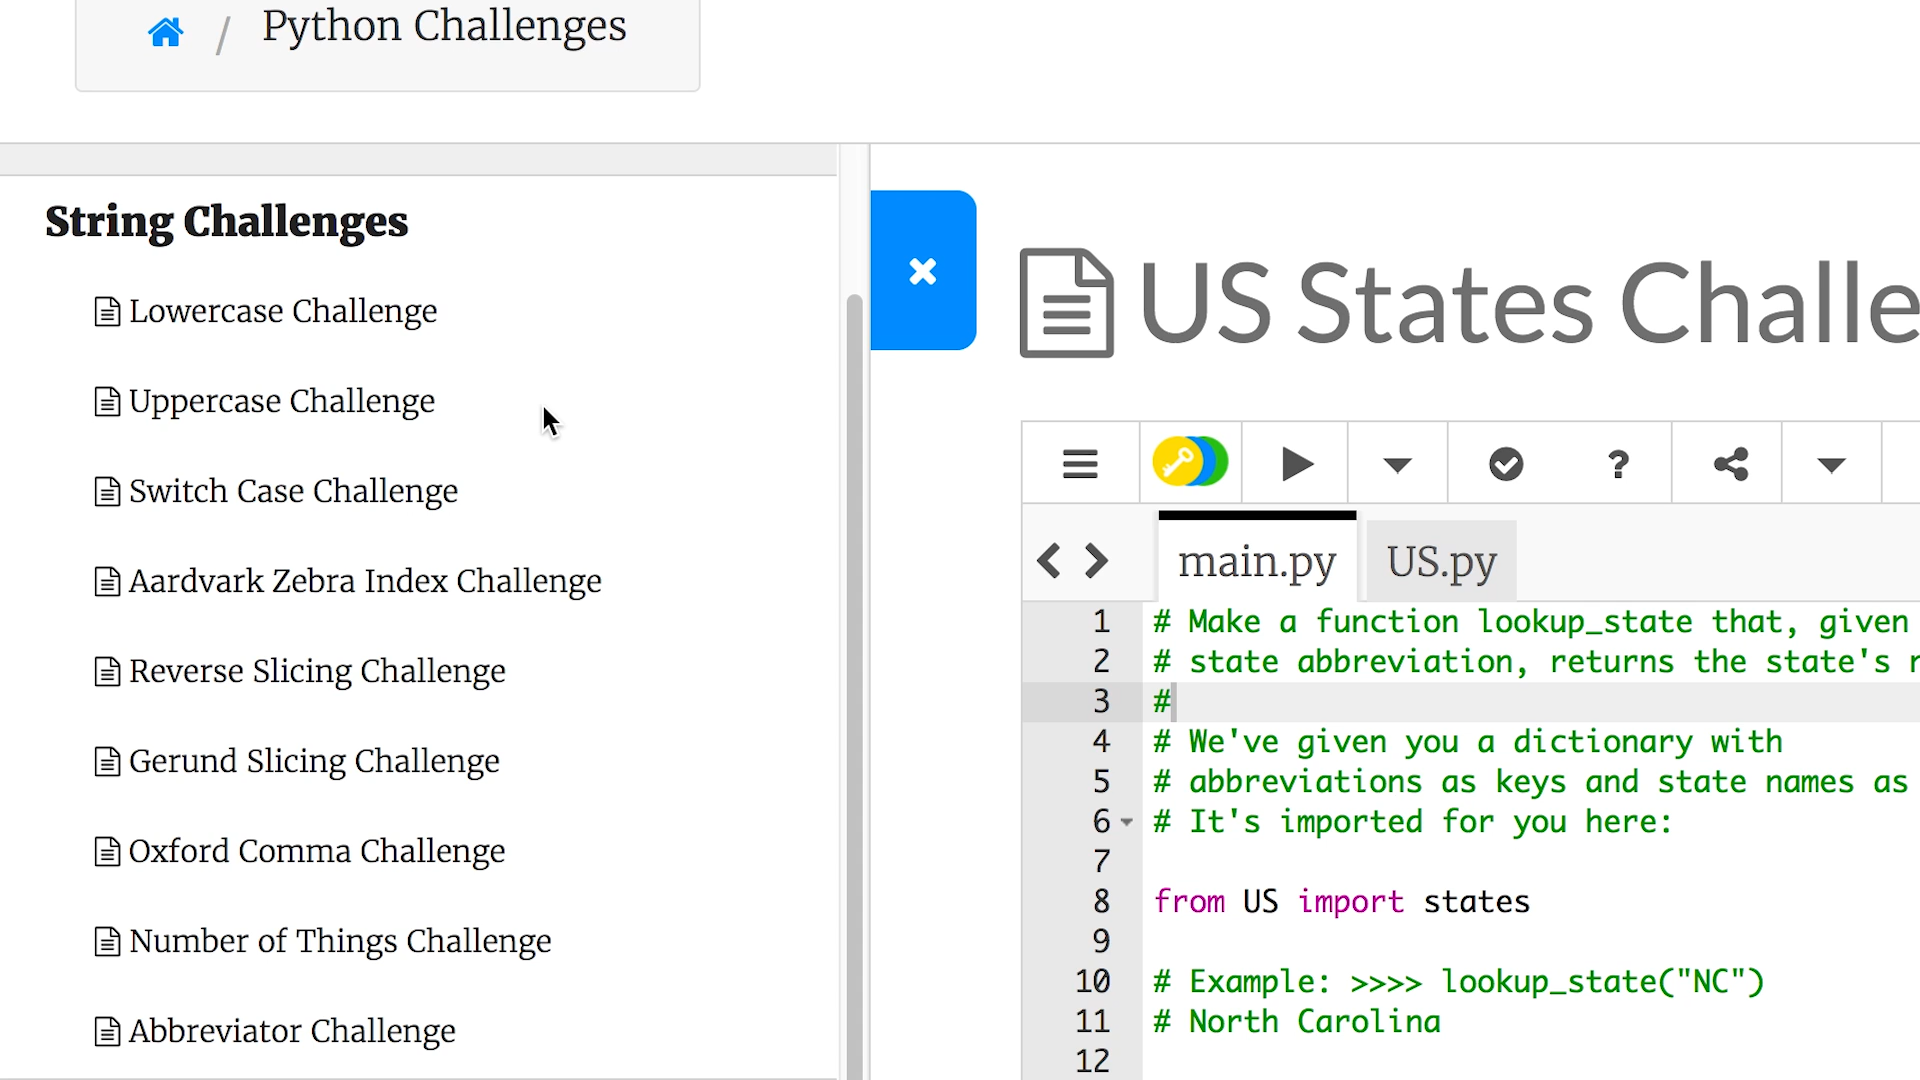 / Python Challenges
String Challenges
Lowercase Challenge
Uppercase Challenge
Switch Case Challenge
Aardvark Zebra Index Challenge
Reverse Slicing Challenge
Gerund Slicing Challenge
Oxford Comma Challenge
Number of Things Challenge
Abbreviator Challenge
US States Challe
?
main.py US.py
1 # Make a function lookup_state that, given
2 # state abbreviation, returns the state's
3 #
4 # We've given you a dictionary with
5 # abbreviations as keys and state names as
6 # It's imported for you here:
7
8 from US import states
9
10 # Example: >>>> lookup_state("NC")
11 # North Carolina
12